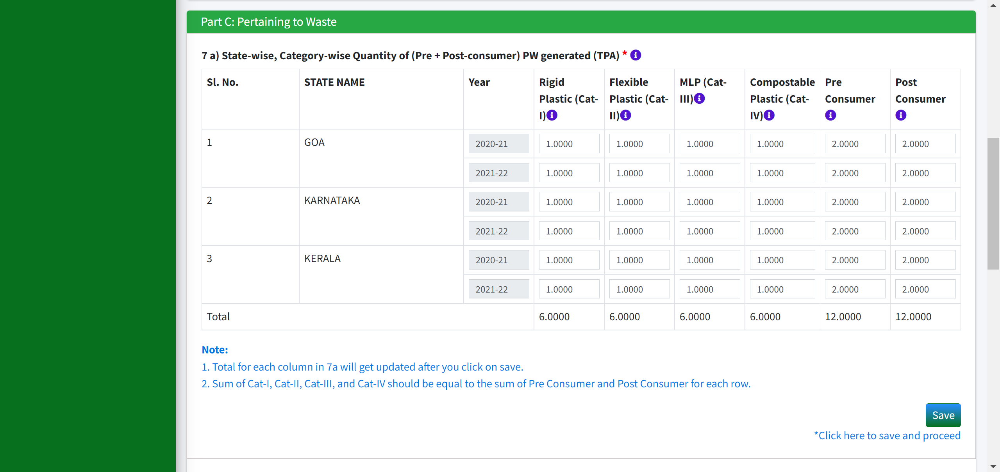 Part C: Pertaining to Waste
7 a) State-wise, Category-wise Quantity of (Pre + Post-consumer) PW generated (TPA) *
Sl. No. STATE NAME Year Rigid Plastic (Cat-I) Flexible Plastic (Cat-II) MLP (Cat-III) Compostable Plastic (Cat-IV) Pre Consumer Post Consumer
1 GOA 2020-21 1.0000 1.0000 1.0000 1.0000 2.0000 2.0000
2021-22 1.0000 1.0000 1.0000 1.0000 2.0000 2.0000
2 KARNATAKA 2020-21 1.0000 1.0000 1.0000 1.0000 2.0000 2.0000
2021-22 1.0000 1.0000 1.0000 1.0000 2.0000 2.0000
3 KERALA 2020-21 1.0000 1.0000 1.0000 1.0000 2.0000 2.0000
2021-22 1.0000 1.0000 1.0000 1.0000 2.0000 2.0000
Total 6.0000 6.0000 6.0000 6.0000 12.0000 12.0000
Note:
1. Total for each column in 7a will get updated after you click on save.
2. Sum of Cat-I, Cat-II, Cat-III, and Cat-IV should be equal to the sum of Pre Consumer and Post Consumer for each row.
Save
*Click here to save and proceed